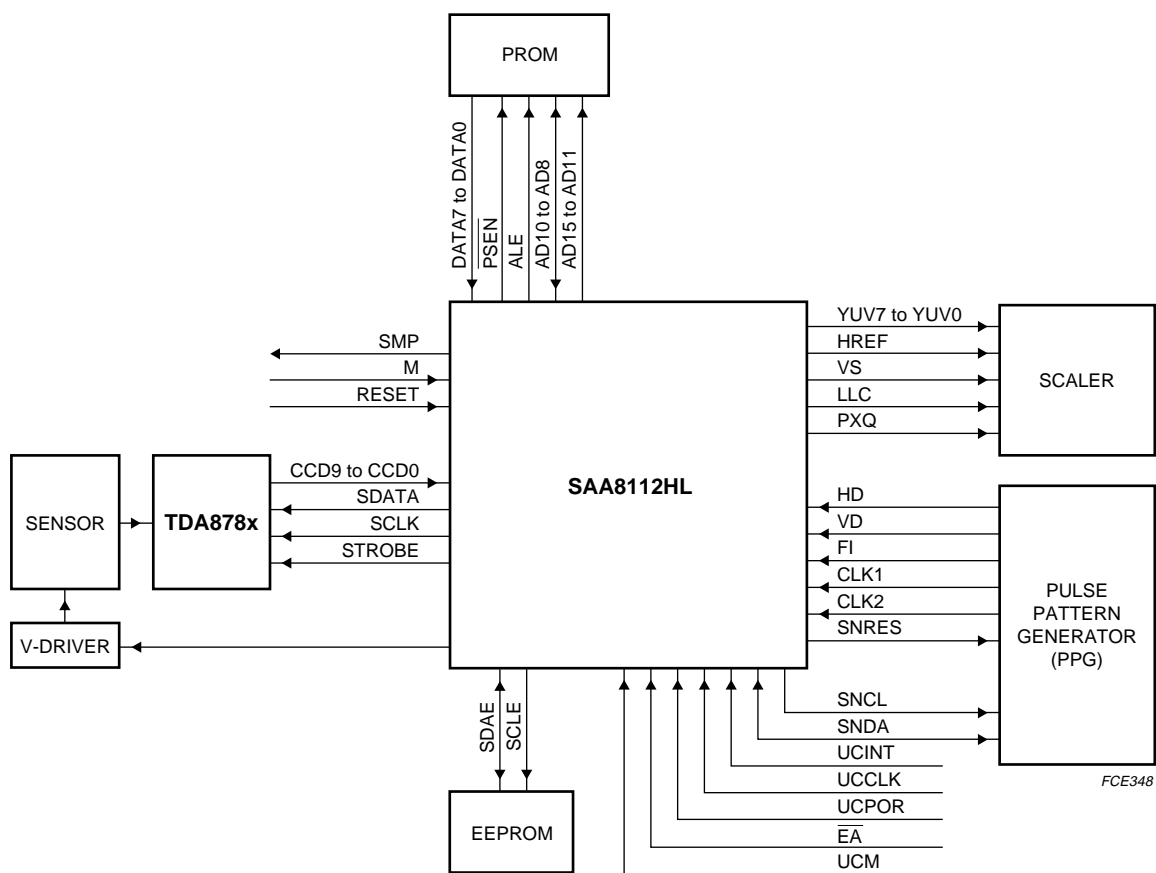 PROM
DATA7 to DATA0
PSEN
ALE
AD10 to AD8
AD15 to AD11
SMP
M
RESET
YUV7 to YUV0
HREF
VS
LLC
PXQ
SCALER
SENSOR
TDA878x
CCD9 to CCD0
SDATA
SCLK
STROBE
SAA8112HL
HD
VD
FI
CLK1
CLK2
SNRES
PULSE
PATTERN
GENERATOR
(PPG)
V-DRIVER
SDAE
SCLE
EEPROM
SNCL
SNDA
UCINT
UCCLK
UCPOR
EA
UCM
FCE348